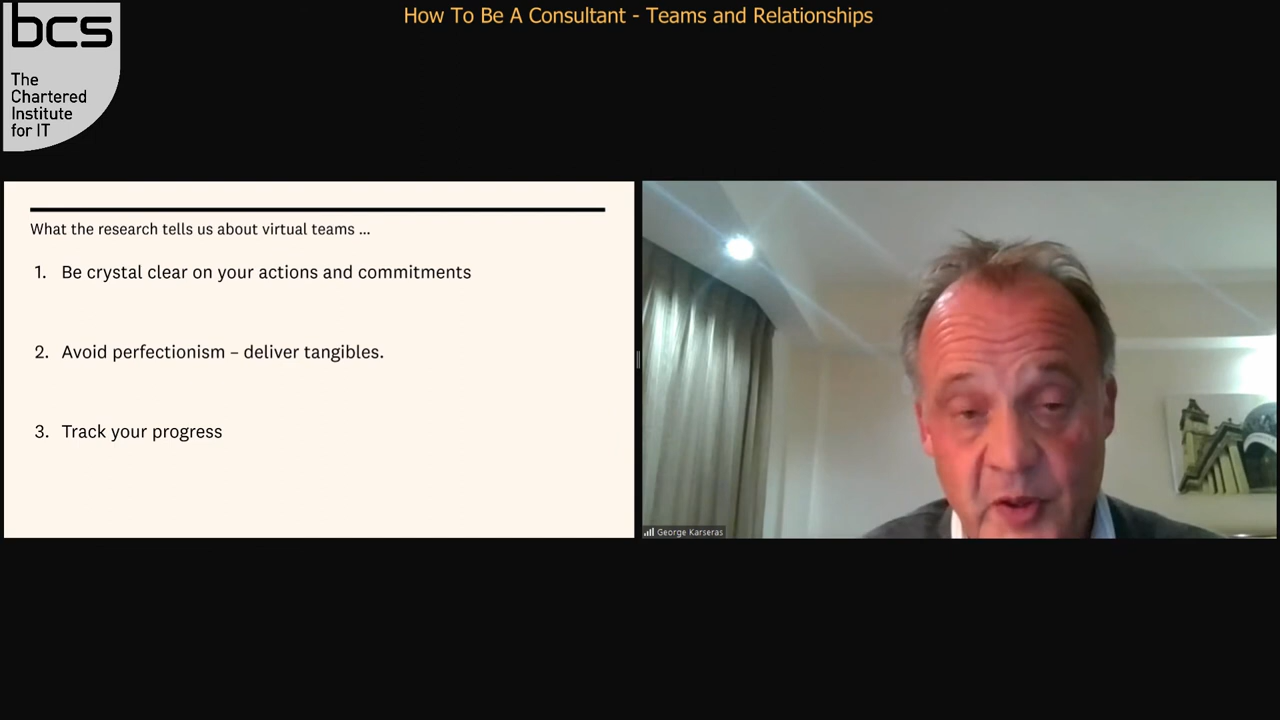 How To Be A Consultant - Teams and Relationships
bcs
The
Chartered
Institute
for IT
What the research tells us about virtual teams ...
1. Be crystal clear on your actions and commitments
2. Avoid perfectionism – deliver tangibles.
3. Track your progress
George Karseras